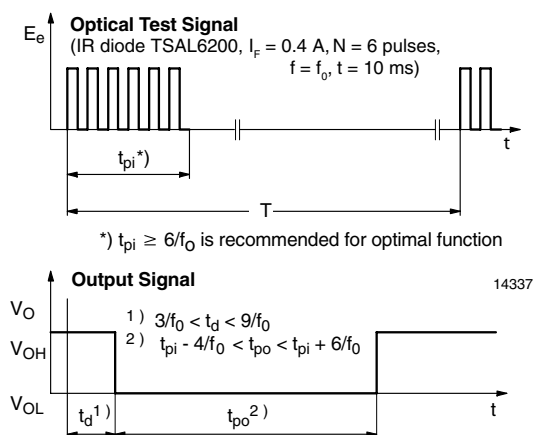 Optical Test Signal
Ee
(IR diode TSAL6200, IF = 0.4 A, N = 6 pulses,
f = f0, t = 10 ms)
t
tpi*)
T
*) tpi ≥ 6/fO is recommended for optimal function
Output Signal
14337
VO
1) 3/f0 < td < 9/f0
VOH
2) tpi - 4/f0 < tpo < tpi + 6/f0
VOL
td1)
tpo2)
t